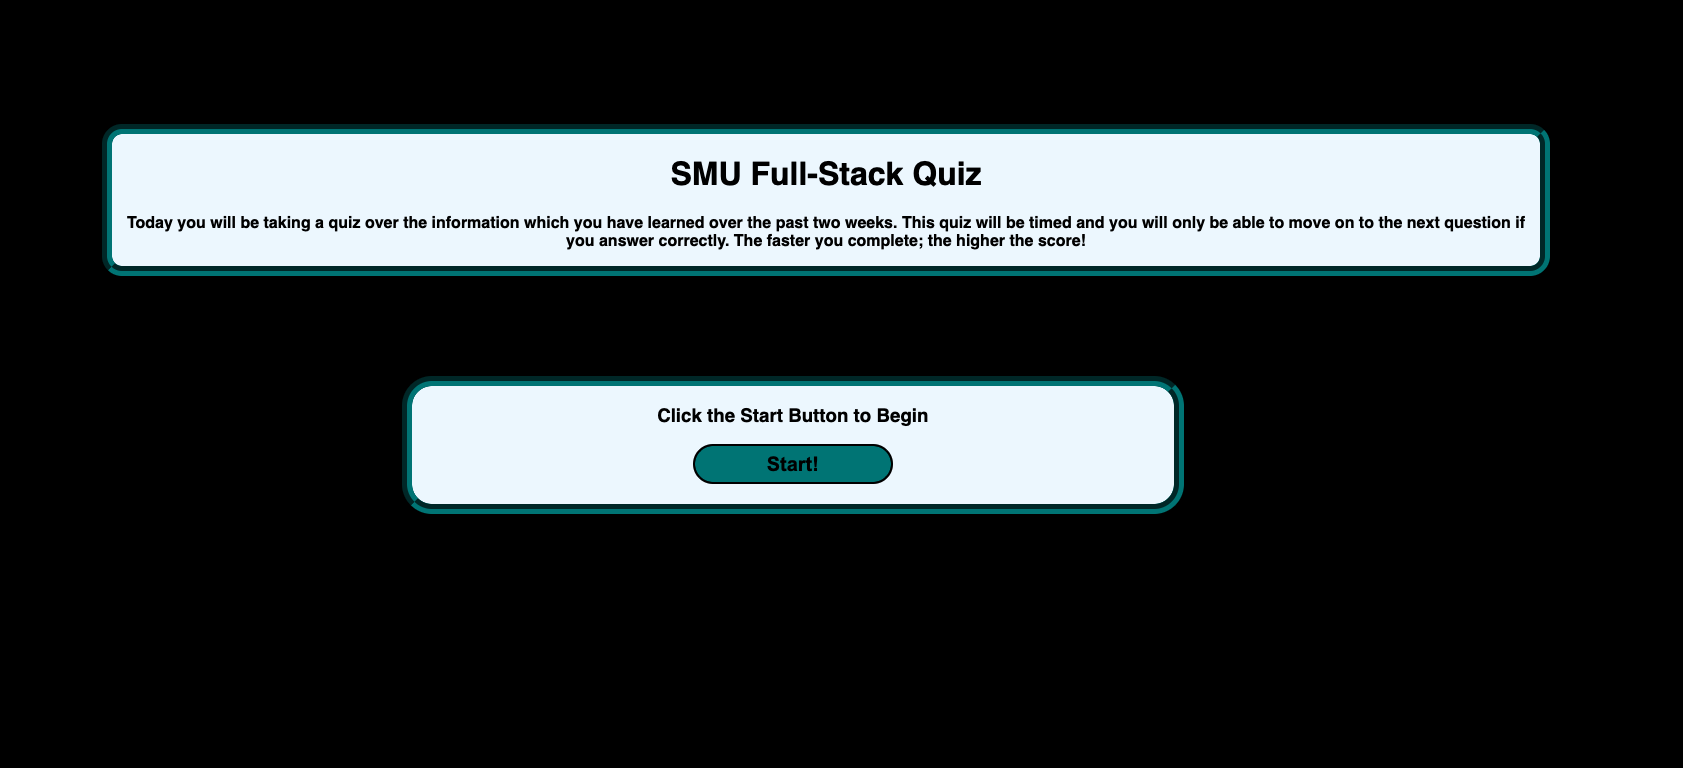 SMU Full-Stack Quiz
Today you will be taking a quiz over the information which you have learned over the past two weeks. This quiz will be timed and you will only be able to move on to the next question if
you answer correctly. The faster you complete; the higher the score!
Click the Start Button to Begin
Start!